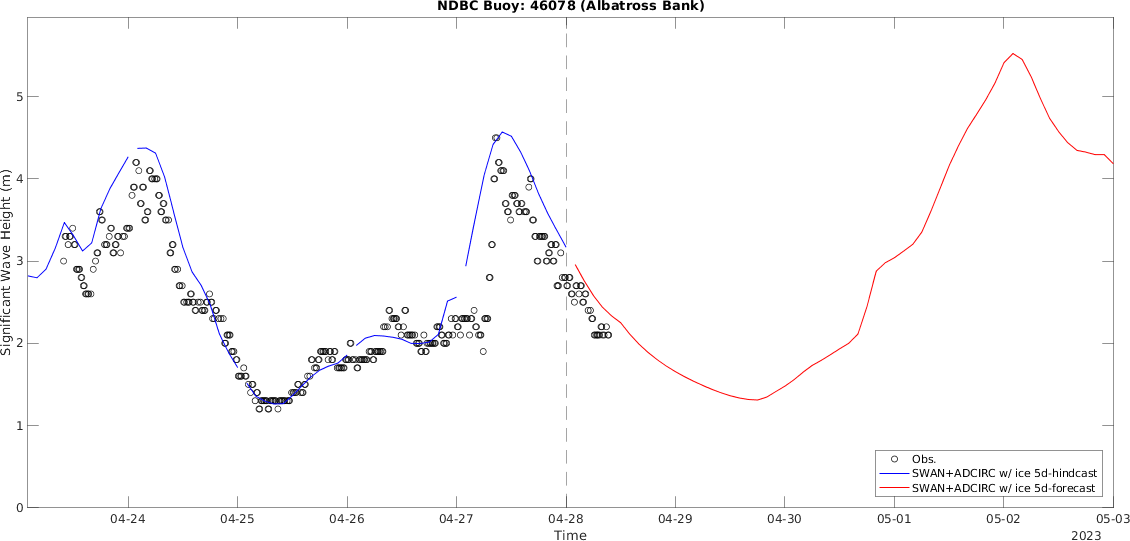 NDBC Buoy: 46078 (Albatross Bank)
Significant Wave Height (m)
5
4
3
2
1
0
Obs.
SWAN+ADCIRC w/ ice 5d-hindcast
SWAN+ADCIRC w/ ice 5d-forecast
04-24 04-25 04-26 04-27 04-28 04-29 04-30 05-01 05-02 05-03
Time
2023